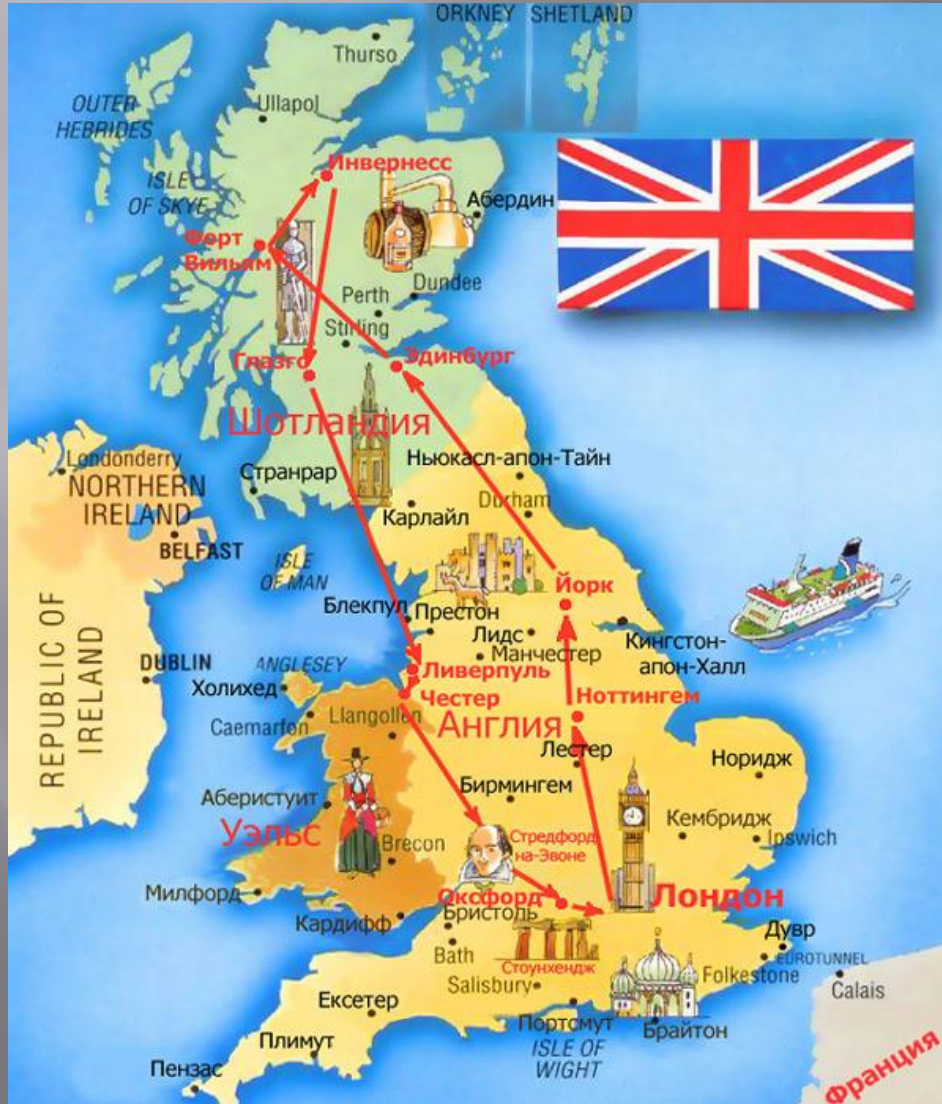 ORKNEY
SHETLAND
Thurso
OUTER
HEBRIDES
Ullapol
Инвернесс
ISLE
OF SKYE
Абердин
Форт
Вильям
Dundee
Perth
Stirling
Глазго
Эдинбург
Шотландия
Londonderry
NORTHERN
IRELAND
Странрар
Ньюкасл-апон-Тайн
Durham
Карлайл
BELFAST
ISLE
OF MAN
Йорк
Блекпул
Престон
Лидс
Манчестер
Кингстон-
апон-Халл
REPUBLIC OF
IRELAND
DUBLIN
ANGLESEY
Холихед
Ливерпуль
Честер
Ноттингем
Caernarfon
Llangollen
Англия
Лестер
Норидж
Аберистуит
Бирмингем
Уэльс
Brecon
Стредфорд
на-Эвоне
Кембридж
Ipswich
Милфорд
Кардифф
Оксфорд
Лондон
Бристоль
Bath
Стоунхендж
Salisbury
Дувр
EUROTUNNEL
Folkestone
Calais
Ексетер
Портсмут
Брайтон
ISLE OF
WIGHT
Плимут
Пензас
Франция